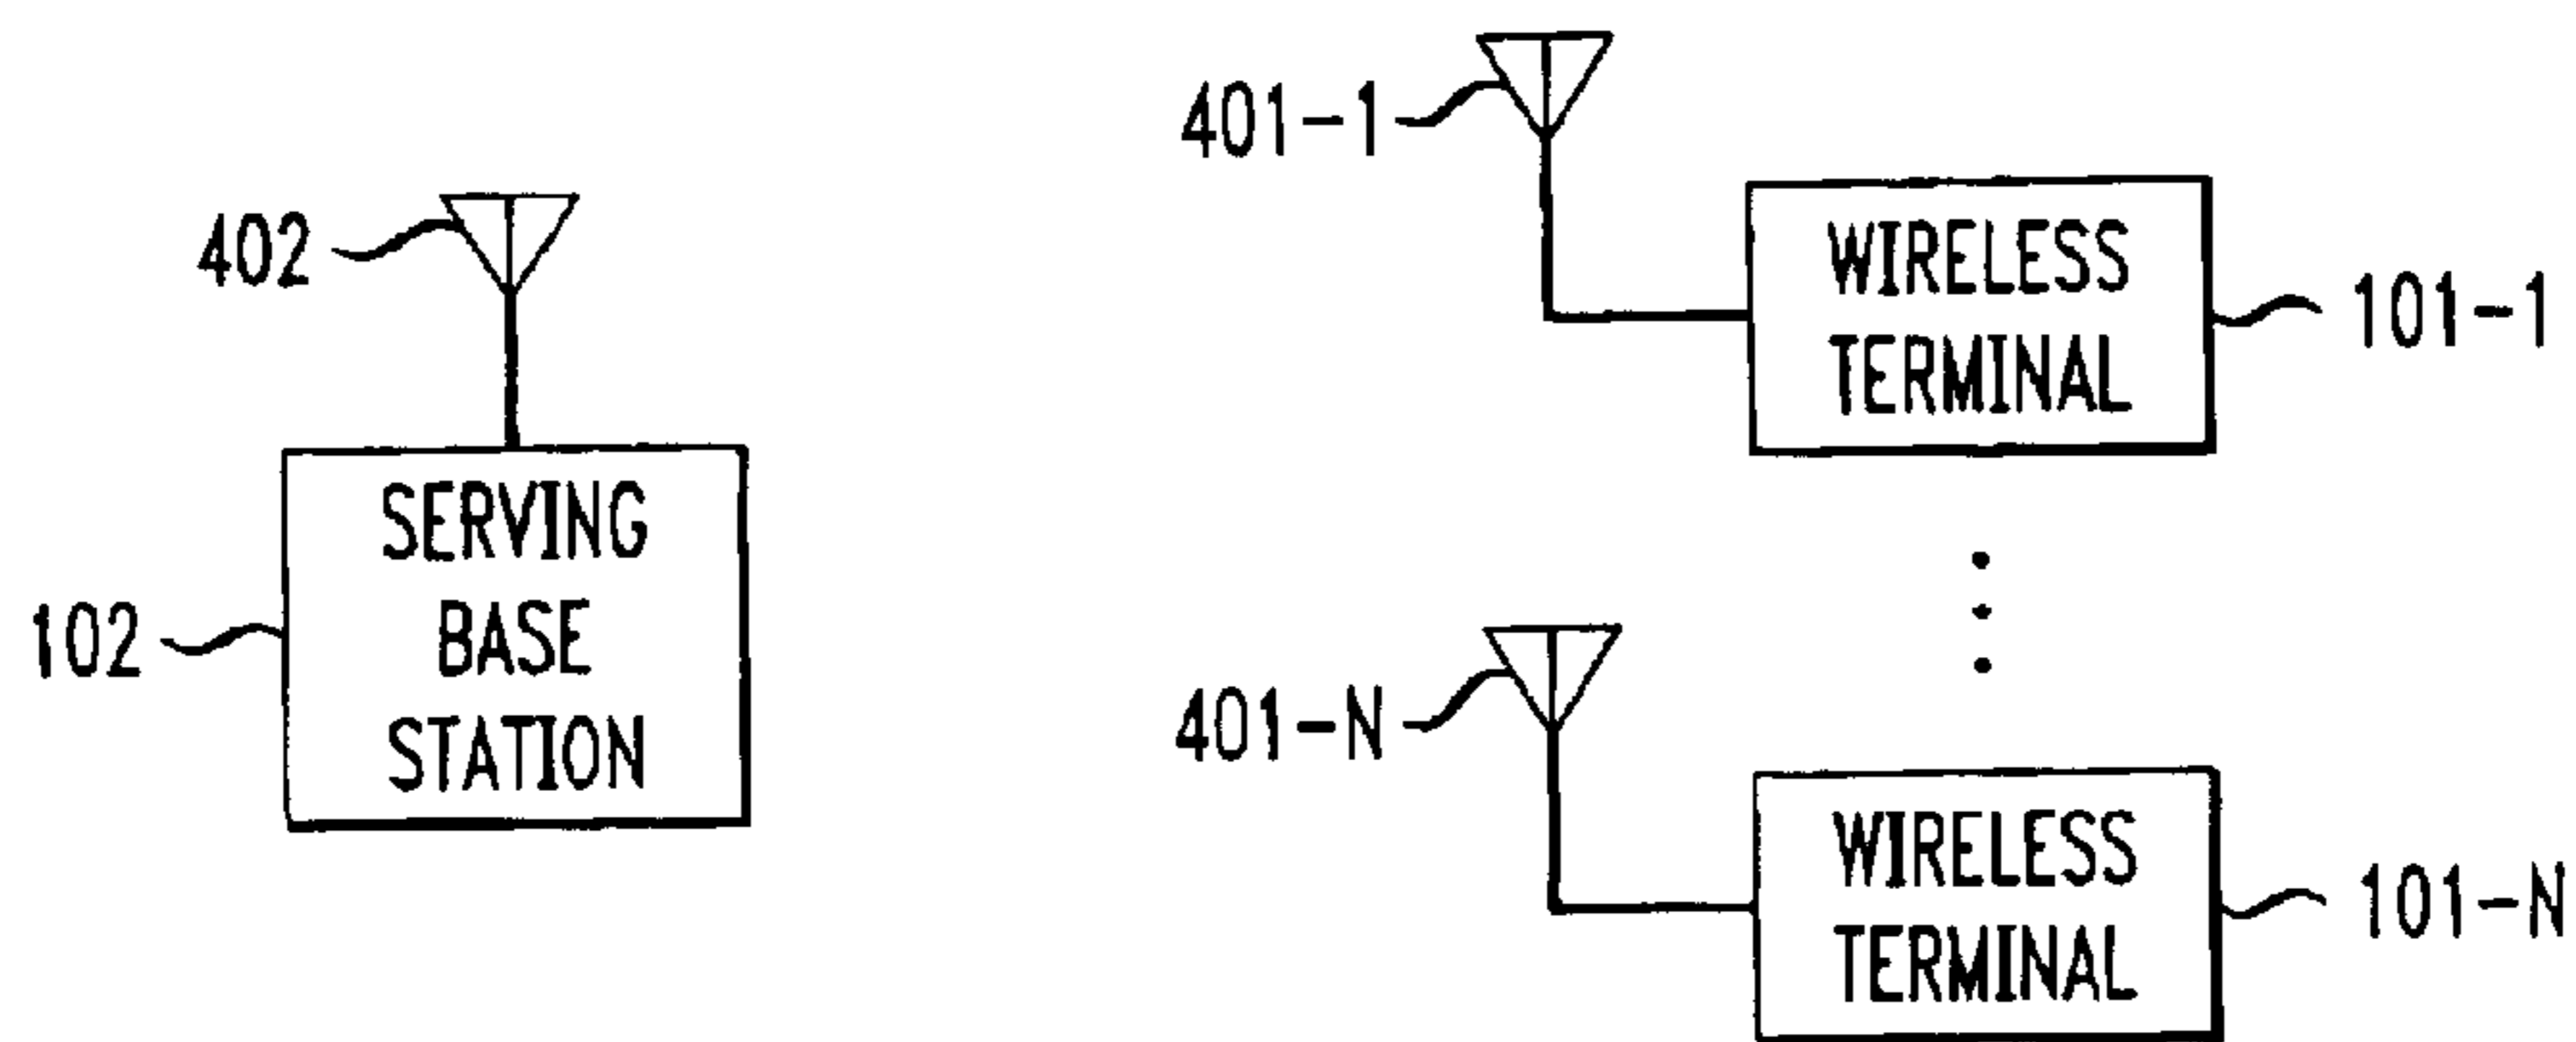 402
SERVING
BASE
STATION
102
401-1
WIRELESS
TERMINAL
101-1
401-N
WIRELESS
TERMINAL
101-N